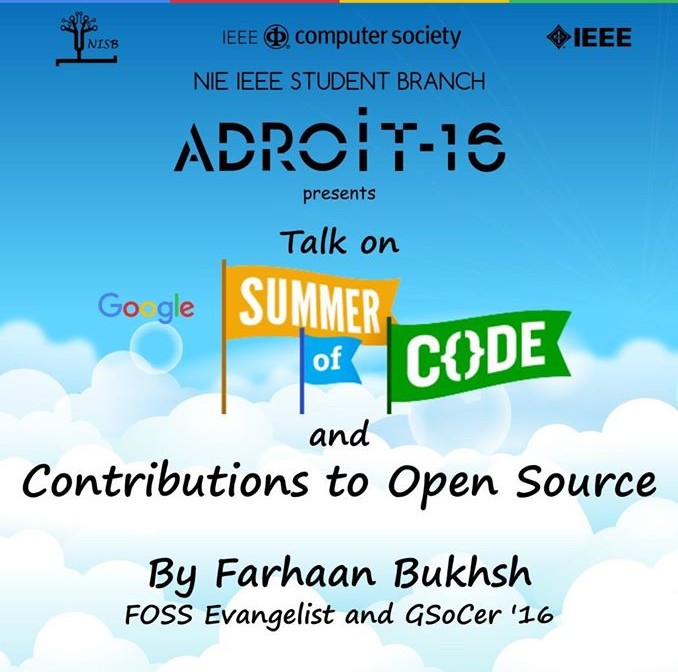 NISB
IEEE computer society
IEEE
NIE IEEE STUDENT BRANCH
ADROIT-16
presents
Talk on
Google
SUMMER
of
C{}DE
and
Contributions to Open Source
By Farhaan Bukhsh
FOSS Evangelist and GSoCer '16